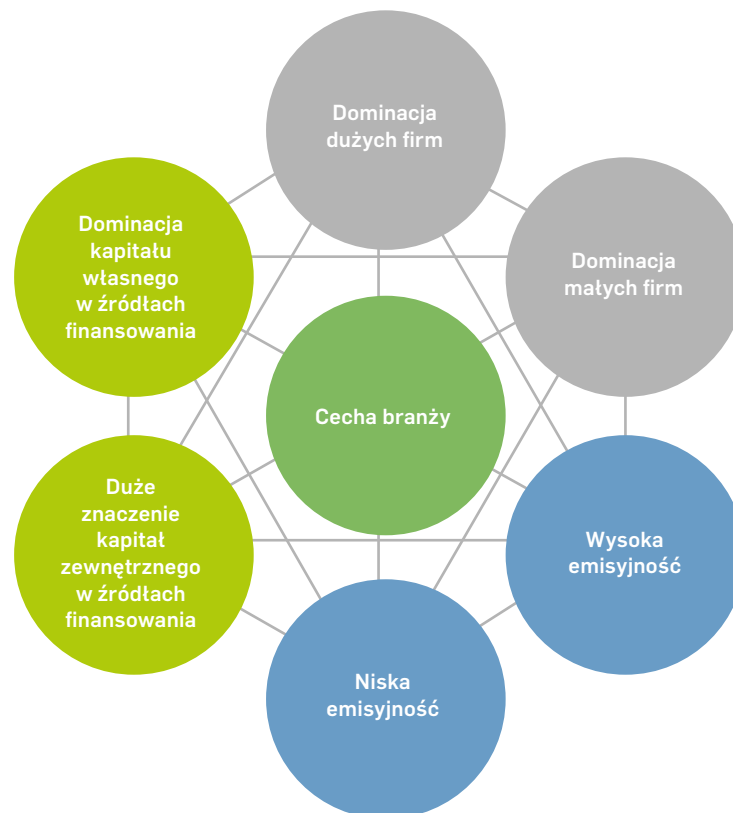 Dominacja
dużych firm
Dominacja
kapitału
własnego
w źródłach
finansowania
Dominacja
małych firm
Cecha branży
Duże
znaczenie
kapitał
zewnętrznego
w źródłach
finansowania
Wysoka
emisyjność
Niska
emisyjność